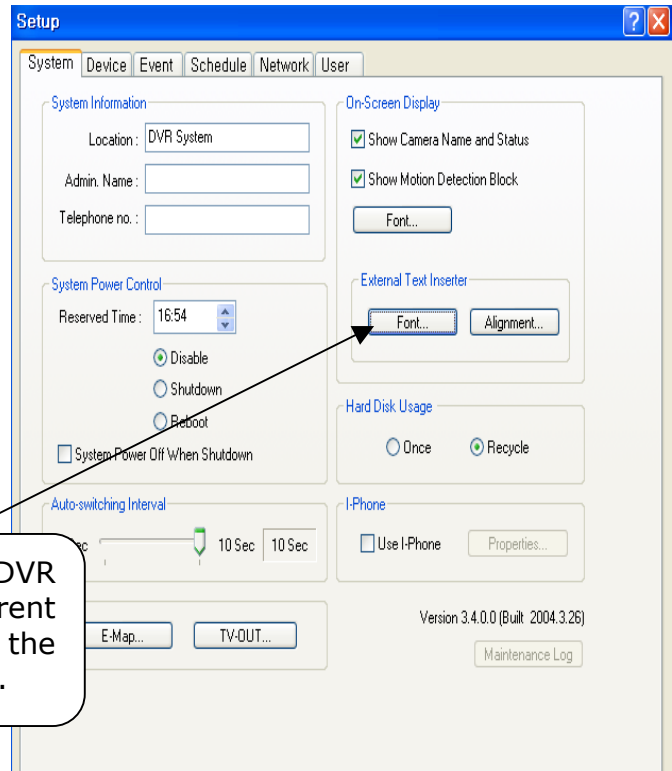 Setup
System Device Event Schedule Network User
System Information
Location : DVR System
Admin. Name :
Telephone no. :
System Power Control
Reserved Time : 16:54
Disable
Shutdown
Reboot
System Power Off When Shutdown
Auto-switching Interval
10 Sec 10 Sec
E-Map... TV-OUT...
On-Screen Display
Show Camera Name and Status
Show Motion Detection Block
Font...
External Text Inserter
Font... Alignment...
Hard Disk Usage
Once Recycle
I-Phone
Use I-Phone Properties...
Version 3.4.0.0 (Built 2004.3.26)
Maintenance Log
DVR
the
.